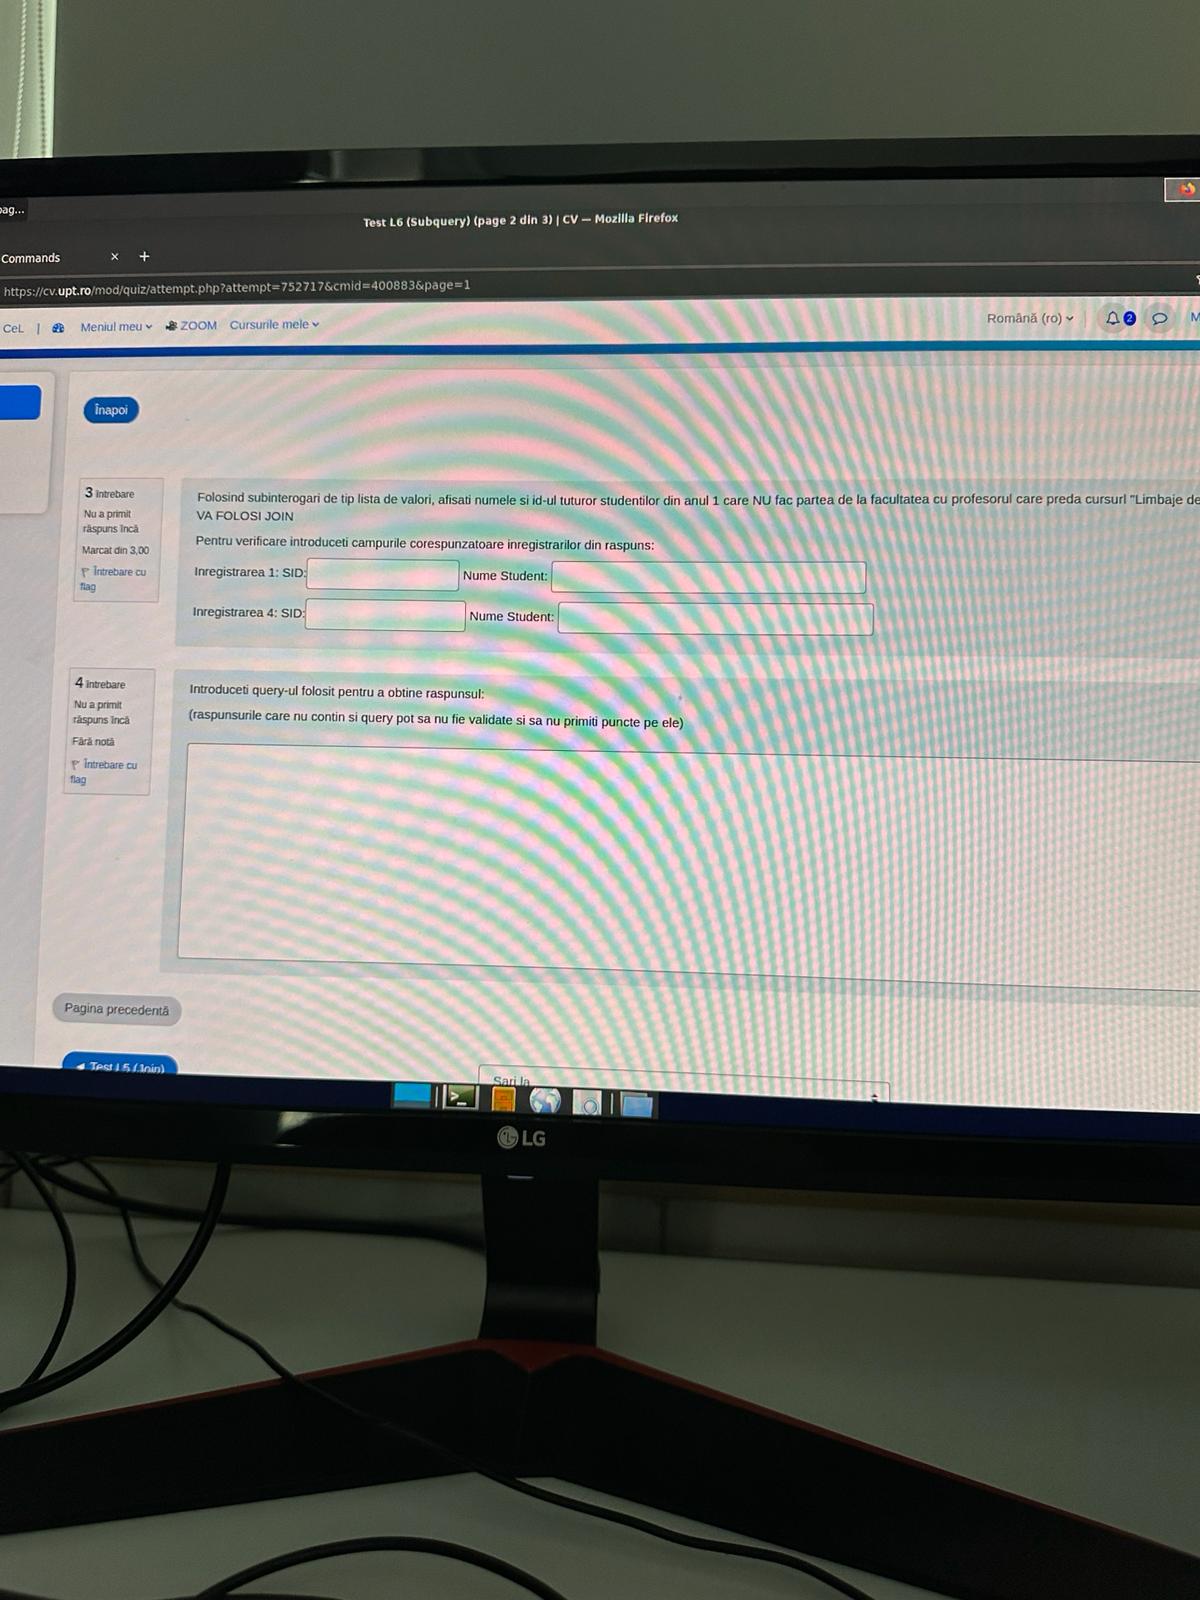 pag...
Test L6 (Subquery) (page 2 din 3) | CV — Mozilla Firefox
Commands × +
https://cv.upt.ro/mod/quiz/attempt.php?attempt=752717&cmid=400883&page=1
CeL | Meniul meu ZOOM Cursurile mele Română (ro) 2 M
Înapoi
3 întrebare
Nu a primit
răspuns încă
Marcat din 3,00
Întrebare cu
flag
Folosind subinterogari de tip lista de valori, afisati numele si id-ul tuturor studentilor din anul 1 care NU fac partea de la facultatea cu profesorul care preda cursurl "Limbaje de
VA FOLOSI JOIN
Pentru verificare introduceti campurile corespunzatoare inregistrarilor din raspuns:
Inregistrarea 1: SID: Nume Student:
Inregistrarea 4: SID: Nume Student:
4 întrebare
Nu a primit
răspuns încă
Fără notă
Întrebare cu
flag
Introduceti query-ul folosit pentru a obtine raspunsul:
(raspunsurile care nu contin si query pot sa nu fie validate si sa nu primiti puncte pe ele)
Pagina precedentă
◄ Test L5 (Join)
Sari la
LG